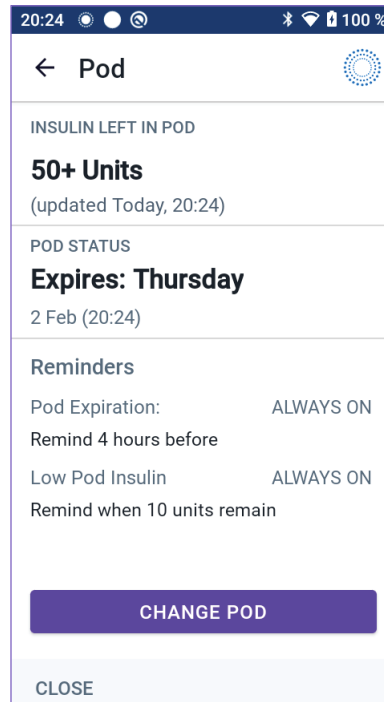 20:24 100 %
Pod
INSULIN LEFT IN POD
50+ Units
(updated Today, 20:24)
POD STATUS
Expires: Thursday
2 Feb (20:24)
Reminders
Pod Expiration: ALWAYS ON
Remind 4 hours before
Low Pod Insulin ALWAYS ON
Remind when 10 units remain
CHANGE POD
CLOSE